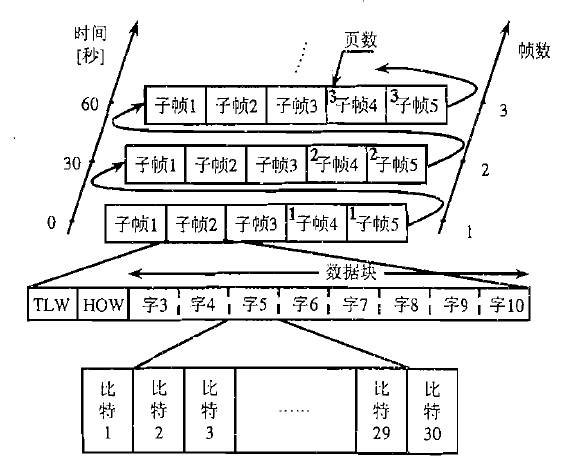 时间
[秒]
页数
帧数
60
子帧1 子帧2 子帧3 3子帧4 3子帧5
3
30
子帧1 子帧2 子帧3 2子帧4 2子帧5
2
0
子帧1 子帧2 子帧3 1子帧4 1子帧5
1
数据块
TLW HOW 字3 字4 字5 字6 字7 字8 字9 字10
比特1 比特2 比特3 …… 比特29 比特30